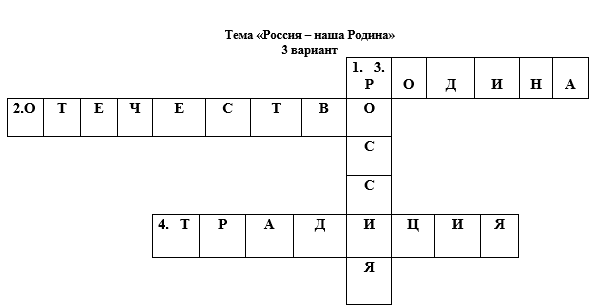 Тема «Россия – наша Родина»
3 вариант
1. 3.
Р О Д И Н А
2.О Т Е Ч Е С Т В О
С
С
4. Т Р А Д И Ц И Я
Я